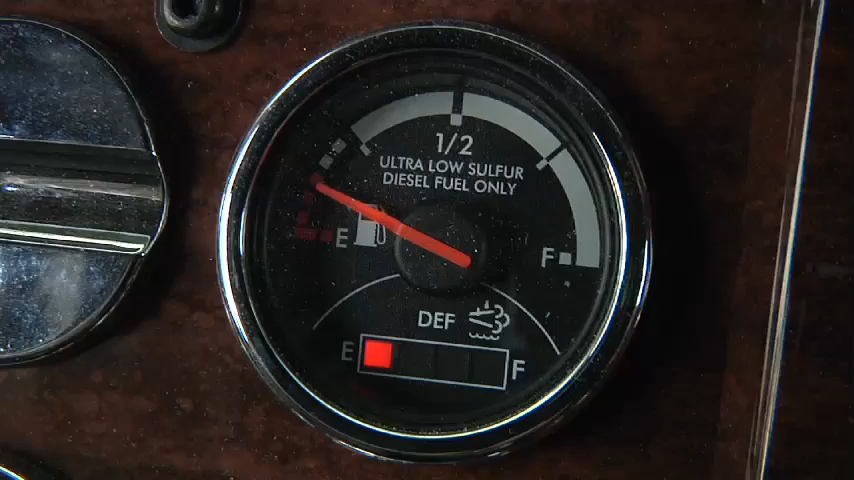 1/2
ULTRA LOW SULFUR
DIESEL FUEL ONLY
E F
DEF
E F